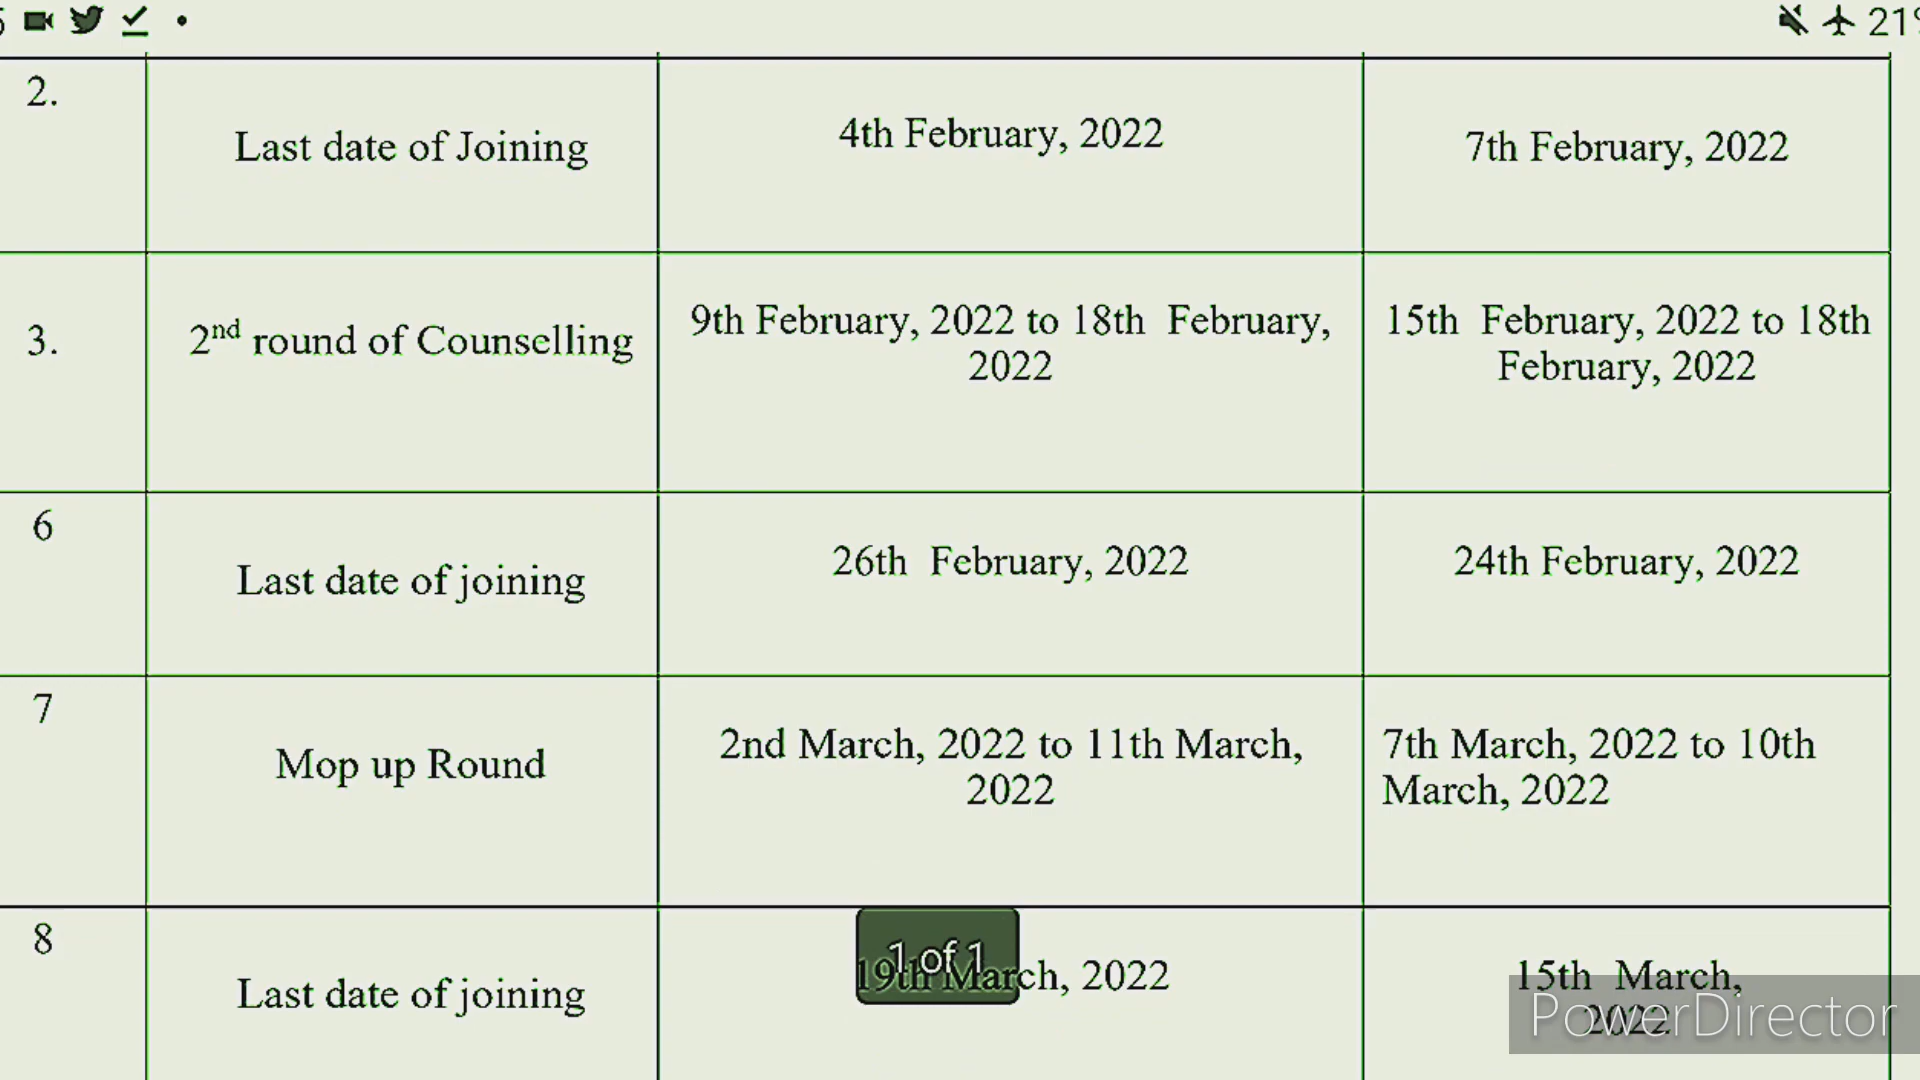 21%
2.
Last date of Joining
4th February, 2022
7th February, 2022
3.
2nd round of Counselling
9th February, 2022 to 18th February,
2022
15th February, 2022 to 18th
February, 2022
6
Last date of joining
26th February, 2022
24th February, 2022
7
Mop up Round
2nd March, 2022 to 11th March,
2022
7th March, 2022 to 10th
March, 2022
8
Last date of joining
19th March, 2022
1 of 1
15th March,
2022
PowerDirector